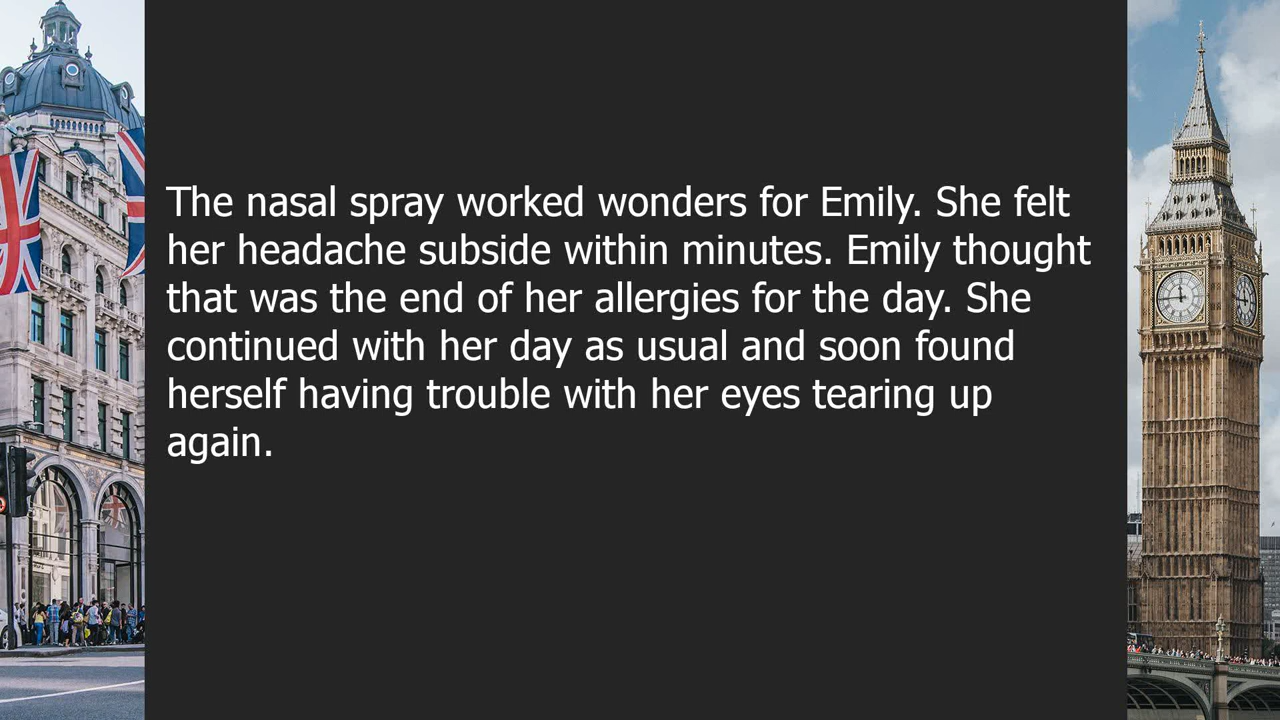 The nasal spray worked wonders for Emily. She felt
her headache subside within minutes. Emily thought
that was the end of her allergies for the day. She
continued with her day as usual and soon found
herself having trouble with her eyes tearing up
again.